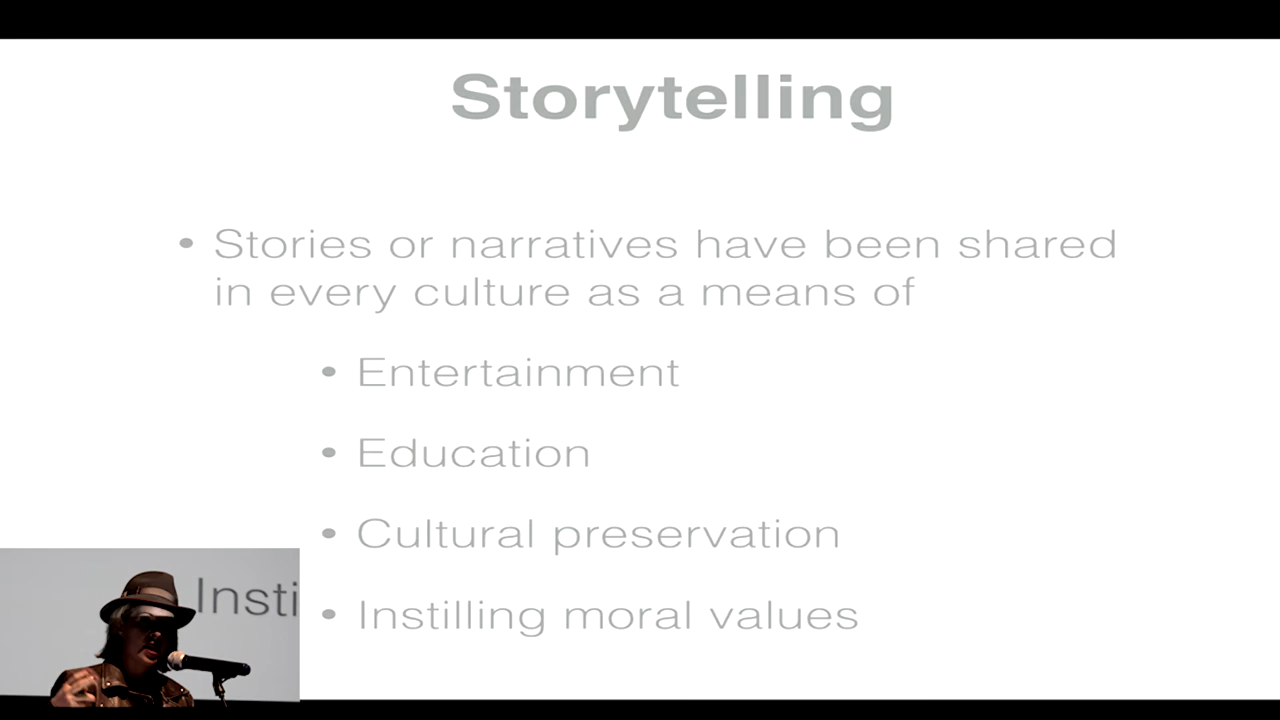 Storytelling
• Stories or narratives have been shared
in every culture as a means of
• Entertainment
• Education
• Cultural preservation
• Instilling moral values
Insti